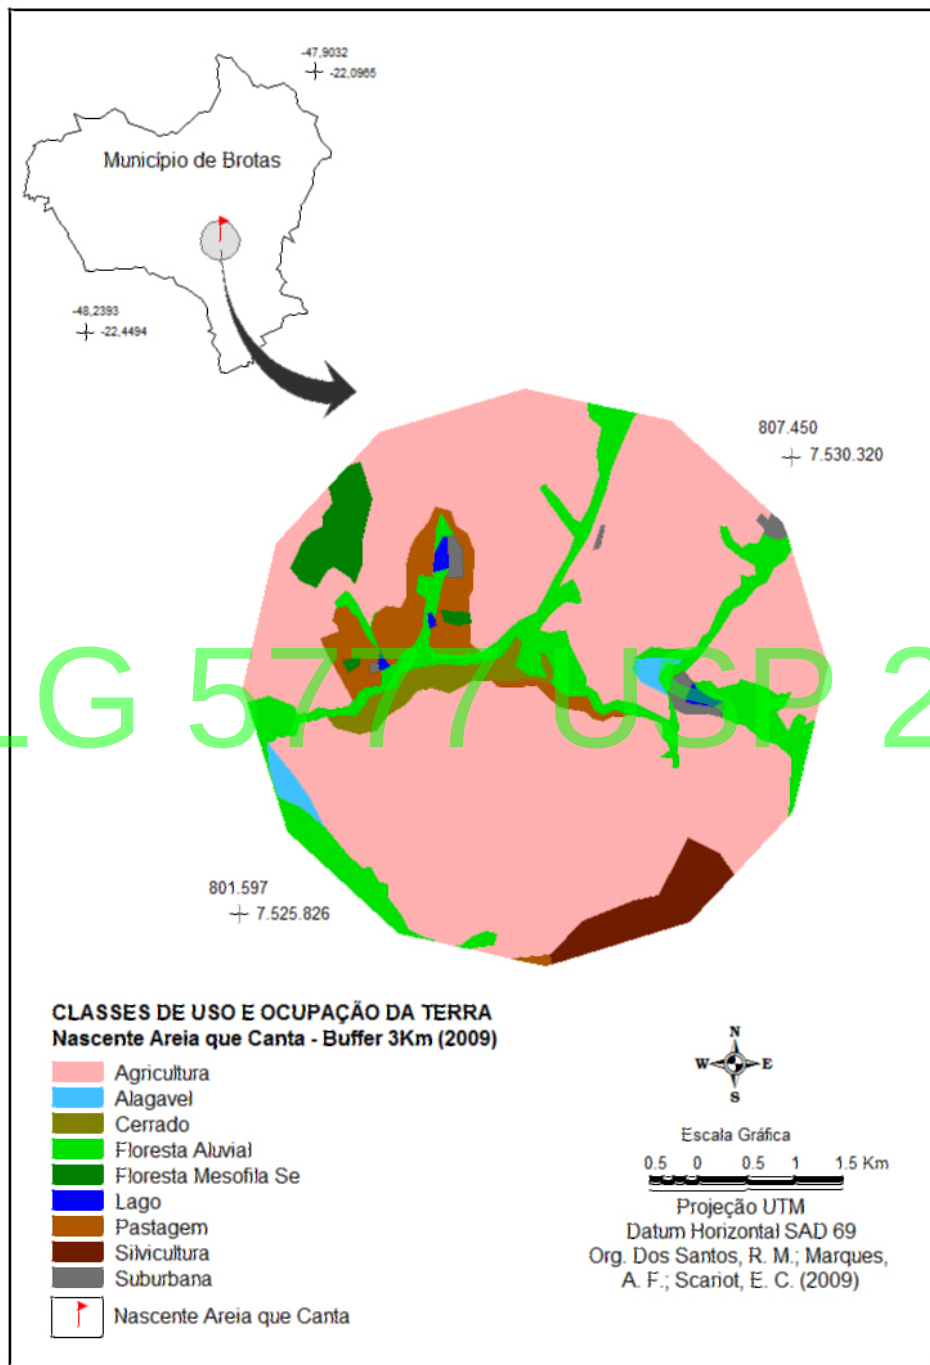 -47,9032
-22,0965
Município de Brotas
-48,2393
-22,4494
807.450
7.530.320
LG 5777 USP 2
801.597
7.525.826
CLASSES DE USO E OCUPAÇÃO DA TERRA
Nascente Areia que Canta - Buffer 3Km (2009)
Agricultura
Alagavel
Cerrado
Floresta Aluvial
Floresta Mesofila Se
Lago
Pastagem
Silvicultura
Suburbana
Nascente Areia que Canta
N
W E
S
Escala Gráfica
0.5 0 0.5 1 1.5 Km
Projeção UTM
Datum Horizontal SAD 69
Org. Dos Santos, R. M.; Marques,
A. F.; Scariot, E. C. (2009)